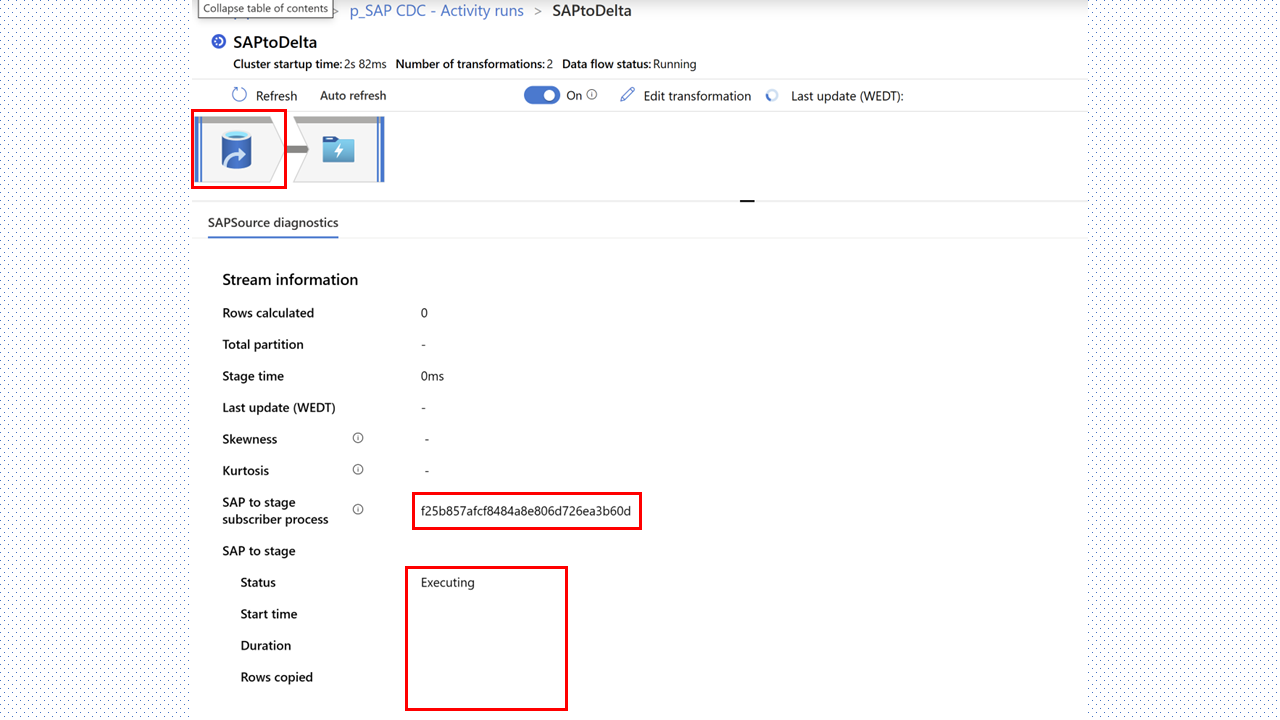 Collapse table of contents
> p_SAP CDC - Activity runs > SAPtoDelta
SAPtoDelta
Cluster startup time: 2s 82ms Number of transformations: 2 Data flow status: Running
Refresh Auto refresh On Edit transformation Last update (WEDT):
SAPSource diagnostics
Stream information
Rows calculated 0
Total partition -
Stage time 0ms
Last update (WEDT) -
Skewness -
Kurtosis -
SAP to stage
subscriber process f25b857afcf8484a8e806d726ea3b60d
SAP to stage
Status Executing
Start time
Duration
Rows copied